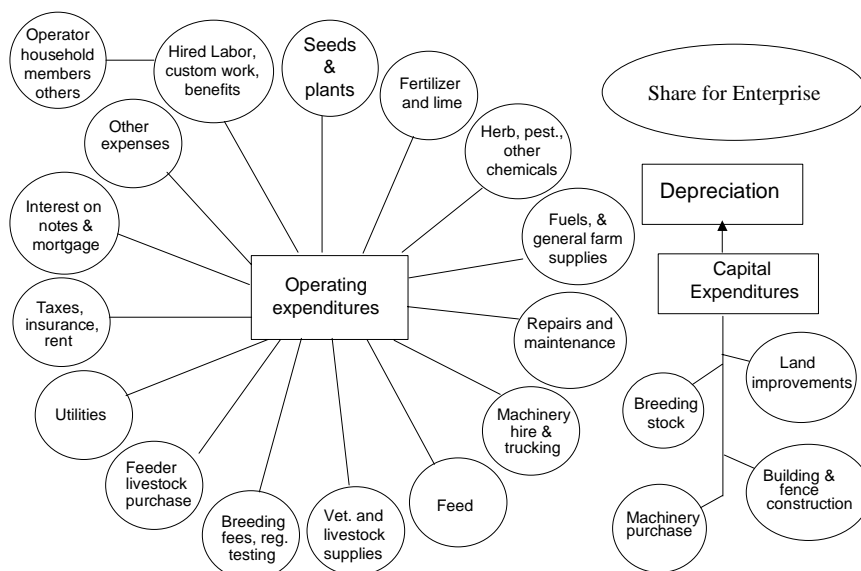 Operator
household
members
others
Hired Labor,
custom work,
benefits
Seeds
&
plants
Fertilizer
and lime
Herb, pest.,
other
chemicals
Fuels, &
general farm
supplies
Repairs and
maintenance
Machinery
hire &
trucking
Feed
Vet. and
livestock
supplies
Breeding
fees, reg.
testing
Feeder
livestock
purchase
Utilities
Taxes,
insurance,
rent
Interest on
notes &
mortgage
Other
expenses
Operating
expenditures
Share for Enterprise
Depreciation
Capital
Expenditures
Land
improvements
Breeding
stock
Building &
fence
construction
Machinery
purchase